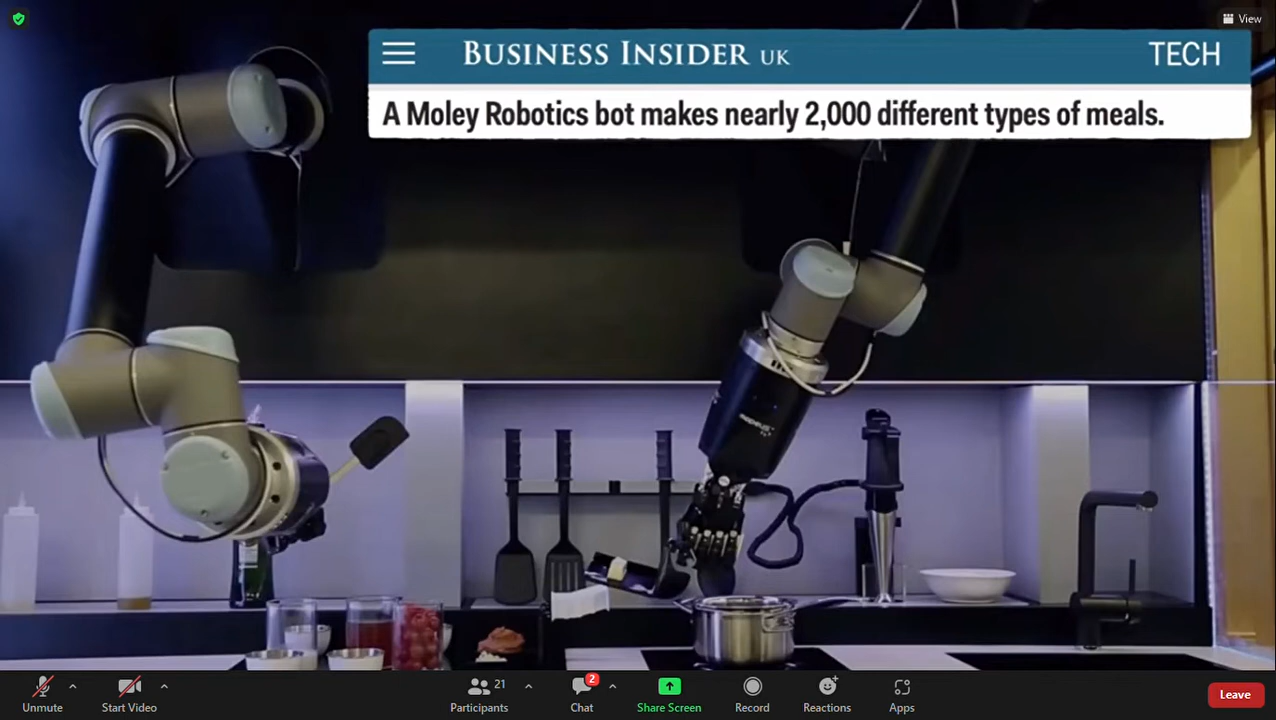 View
BUSINESS INSIDER UK
TECH
A Moley Robotics bot makes nearly 2,000 different types of meals.
Unmute
Start Video
Participants
21
Chat
2
Share Screen
Record
Reactions
Apps
Leave